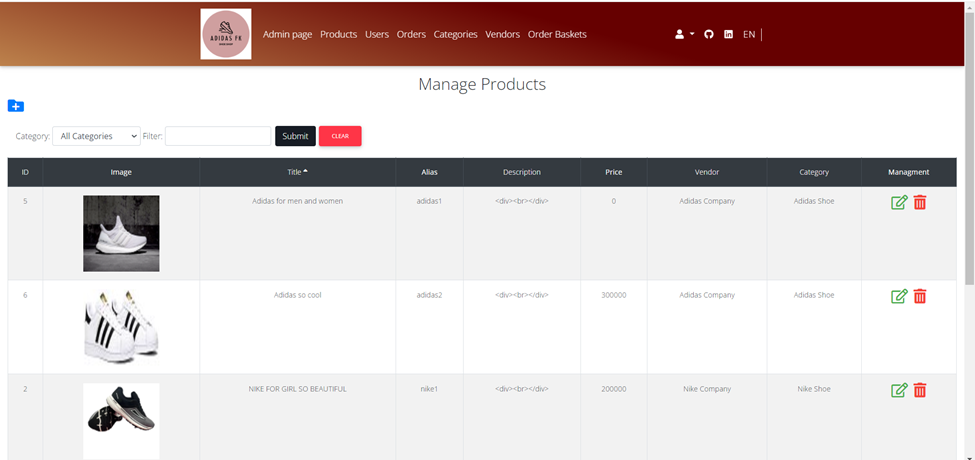 ADIDAS FK
Admin page Products Users Orders Categories Vendors Order Baskets EN
Manage Products
Category: All Categories Filter: Submit CLEAR
ID Image Title Alias Description Price Vendor Category Managment
5 Adidas for men and women adidas1 <div><br></div> 0 Adidas Company Adidas Shoe
6 Adidas so cool adidas2 <div><br></div> 300000 Adidas Company Adidas Shoe
2 NIKE FOR GIRL SO BEAUTIFUL nike1 <div><br></div> 200000 Nike Company Nike Shoe